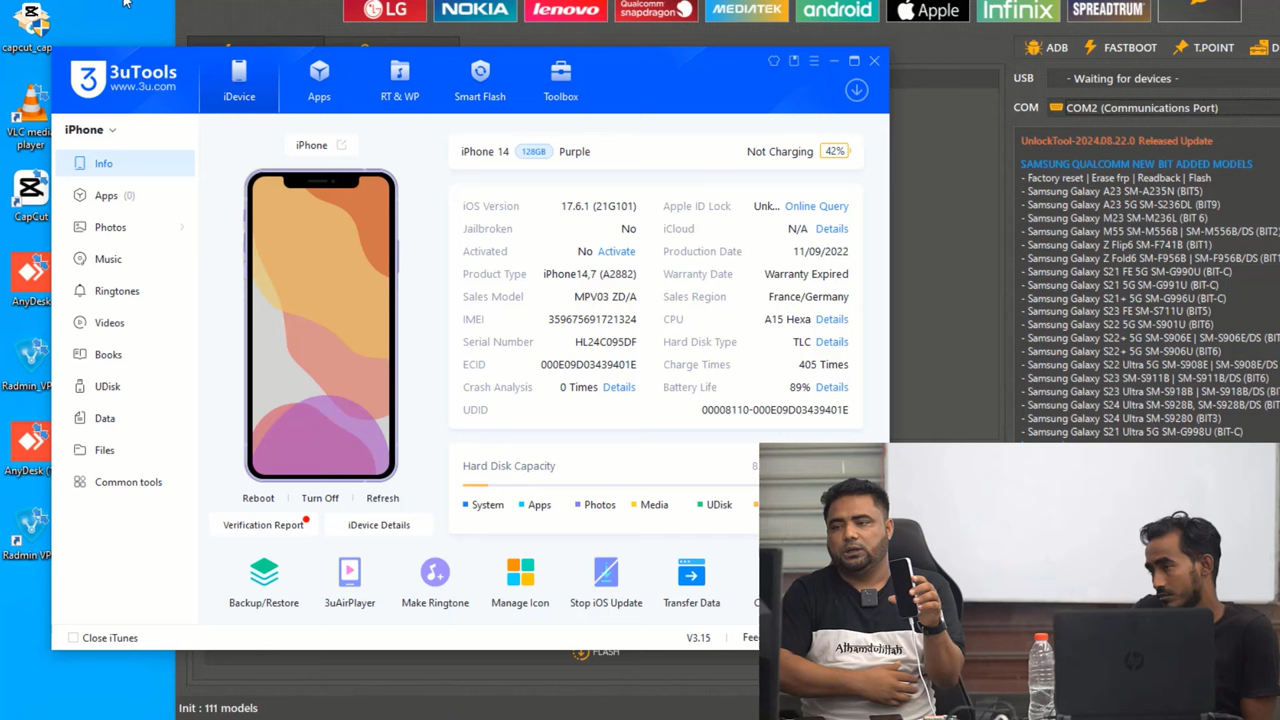 LG
NOKIA
lenovo
Qualcomm
snapdragon
MEDIATEK
android
Apple
Infinix
SPREADTRUM
capcut_cap
VLC media
player
CapCut
AnyDesk
Radmin_VP
AnyDesk (
Radmin VP
3
3uTools
www.3u.com
iDevice
Apps
RT & WP
Smart Flash
Toolbox
iPhone
Info
Apps (0)
Photos
Music
Ringtones
Videos
Books
UDisk
Data
Files
Common tools
Close iTunes
iPhone
Reboot
Turn Off
Refresh
Verification Report
iDevice Details
iPhone 14 128GB Purple
Not Charging 42%
iOS Version 17.6.1 (21G101)
Apple ID Lock Unk... Online Query
Jailbroken No
iCloud N/A Details
Activated No Activate
Production Date 11/09/2022
Product Type iPhone14,7 (A2882)
Warranty Date Warranty Expired
Sales Model MPV03 ZD/A
Sales Region France/Germany
IMEI 359675691721324
CPU A15 Hexa Details
Serial Number HL24C095DF
Hard Disk Type TLC Details
ECID 000E09D03439401E
Charge Times 405 Times
Crash Analysis 0 Times Details
Battery Life 89% Details
UDID 00008110-000E09D03439401E
Hard Disk Capacity 8.
System Apps Photos Media UDisk
Backup/Restore
3uAirPlayer
Make Ringtone
Manage Icon
Stop iOS Update
Transfer Data
V3.15
Feed
FLASH
Init : 111 models
ADB FASTBOOT T.POINT D
USB - Waiting for devices -
COM COM2 (Communications Port)
UnlockTool-2024.08.22.0 Released Update
SAMSUNG QUALCOMM NEW BIT ADDED MODELS
- Factory reset | Erase frp | Readback | Flash
- Samsung Galaxy A23 SM-A235N (BIT5)
- Samsung Galaxy A23 5G SM-S236DL (BIT9)
- Samsung Galaxy M23 SM-M236L (BIT 6)
- Samsung Galaxy M55 SM-M556B | SM-M556B/DS (BIT2)
- Samsung Galaxy Z Flip6 SM-F741B (BIT1)
- Samsung Galaxy Z Fold6 SM-F956B | SM-F956B/DS (BIT1)
- Samsung Galaxy S21 FE 5G SM-G990U (BIT-C)
- Samsung Galaxy S21 5G SM-G991U (BIT-C)
- Samsung Galaxy S21+ 5G SM-G996U (BIT-C)
- Samsung Galaxy S23 FE SM-S711U (BIT5)
- Samsung Galaxy S22 5G SM-S901U (BIT6)
- Samsung Galaxy S22+ 5G SM-S906E | SM-S906E/DS (
- Samsung Galaxy S22+ 5G SM-S906U (BIT6)
- Samsung Galaxy S22 Ultra 5G SM-S908E | SM-S908E/
- Samsung Galaxy S23 SM-S911B | SM-S911B/DS (BIT6)
- Samsung Galaxy S23 Ultra SM-S918B | SM-S918B/DS
- Samsung Galaxy S24 Ultra SM-S928B, SM-S928B/DS (
- Samsung Galaxy S24 Ultra SM-S9280 (BIT3)
- Samsung Galaxy S21 Ultra 5G SM-G998U (BIT-C)
Alhamdulillah
hp